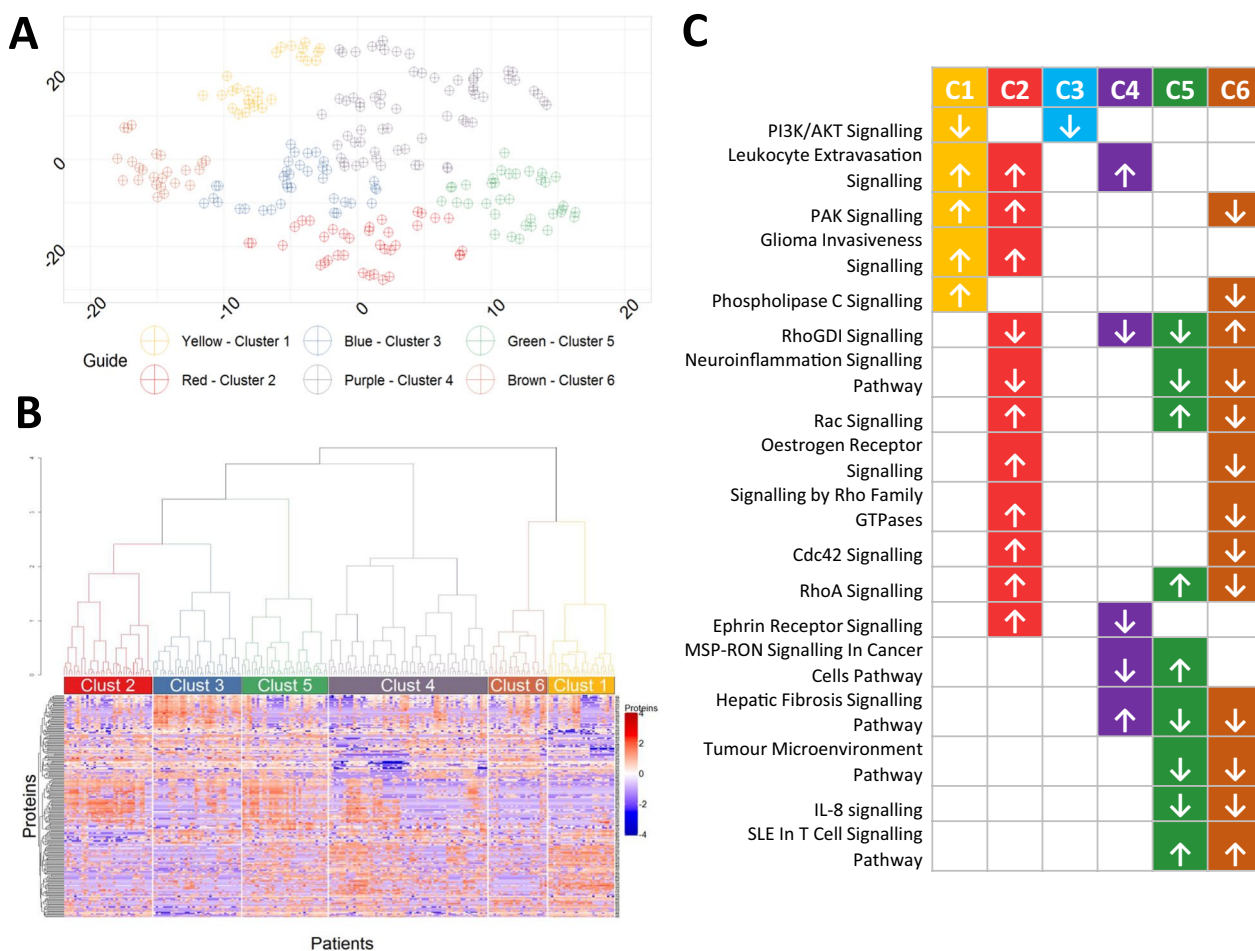 A
20
0
-20
-20
-10
0
10
20
Guide
Yellow - Cluster 1
Blue - Cluster 3
Green - Cluster 5
Red - Cluster 2
Purple - Cluster 4
Brown - Cluster 6
B
4
3
2
1
0
Clust 2
Clust 3
Clust 5
Clust 4
Clust 6
Clust 1
Proteins
4
2
0
-2
-4
Proteins
Patients
C
C1 C2 C3 C4 C5 C6
PI3K/AKT Signalling ↓ ↓
Leukocyte Extravasation
Signalling ↑ ↑ ↑
PAK Signalling ↑ ↑ ↓
Glioma Invasiveness
Signalling ↑ ↑
Phospholipase C Signalling ↑ ↓
RhoGDI Signalling ↓ ↓ ↓ ↑
Neuroinflammation Signalling
Pathway ↓ ↓ ↓
Rac Signalling ↑ ↑ ↓
Oestrogen Receptor
Signalling ↑ ↓
Signalling by Rho Family
GTPases ↑ ↓
Cdc42 Signalling ↑ ↓
RhoA Signalling ↑ ↑ ↓
Ephrin Receptor Signalling ↑ ↓
MSP-RON Signalling In Cancer
Cells Pathway ↓ ↑
Hepatic Fibrosis Signalling
Pathway ↑ ↓ ↓
Tumour Microenvironment
Pathway ↓ ↓
IL-8 signalling ↓ ↓
SLE In T Cell Signalling
Pathway ↑ ↑